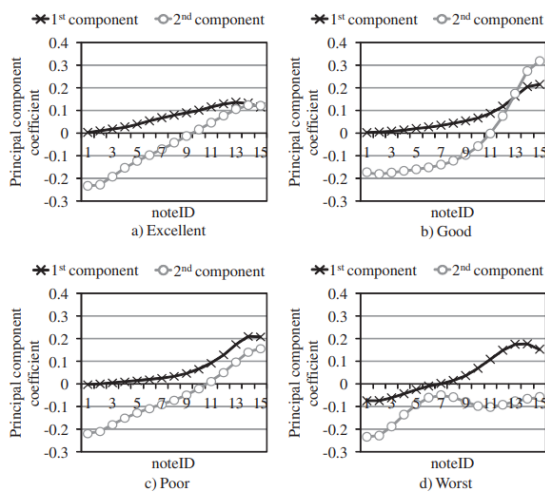 1st component 2nd component 1st component 2nd component
0.4 0.4
0.3 0.3
0.2 0.2
0.1 0.1
0 0
-0.1 1 3 5 7 9 11 13 15 -0.1 1 3 5 7 9 11 13 15
-0.2 -0.2
-0.3 -0.3
Principal component
coefficient
Principal component
coefficient
noteID noteID
a) Excellent b) Good
1st component 2nd component 1st component 2nd component
0.4 0.4
0.3 0.3
0.2 0.2
0.1 0.1
0 0
-0.1 1 3 5 7 9 11 13 15 -0.1 1 3 5 7 9 11 13 15
-0.2 -0.2
-0.3 -0.3
Principal component
coefficient
Principal component
coefficient
noteID noteID
c) Poor d) Worst